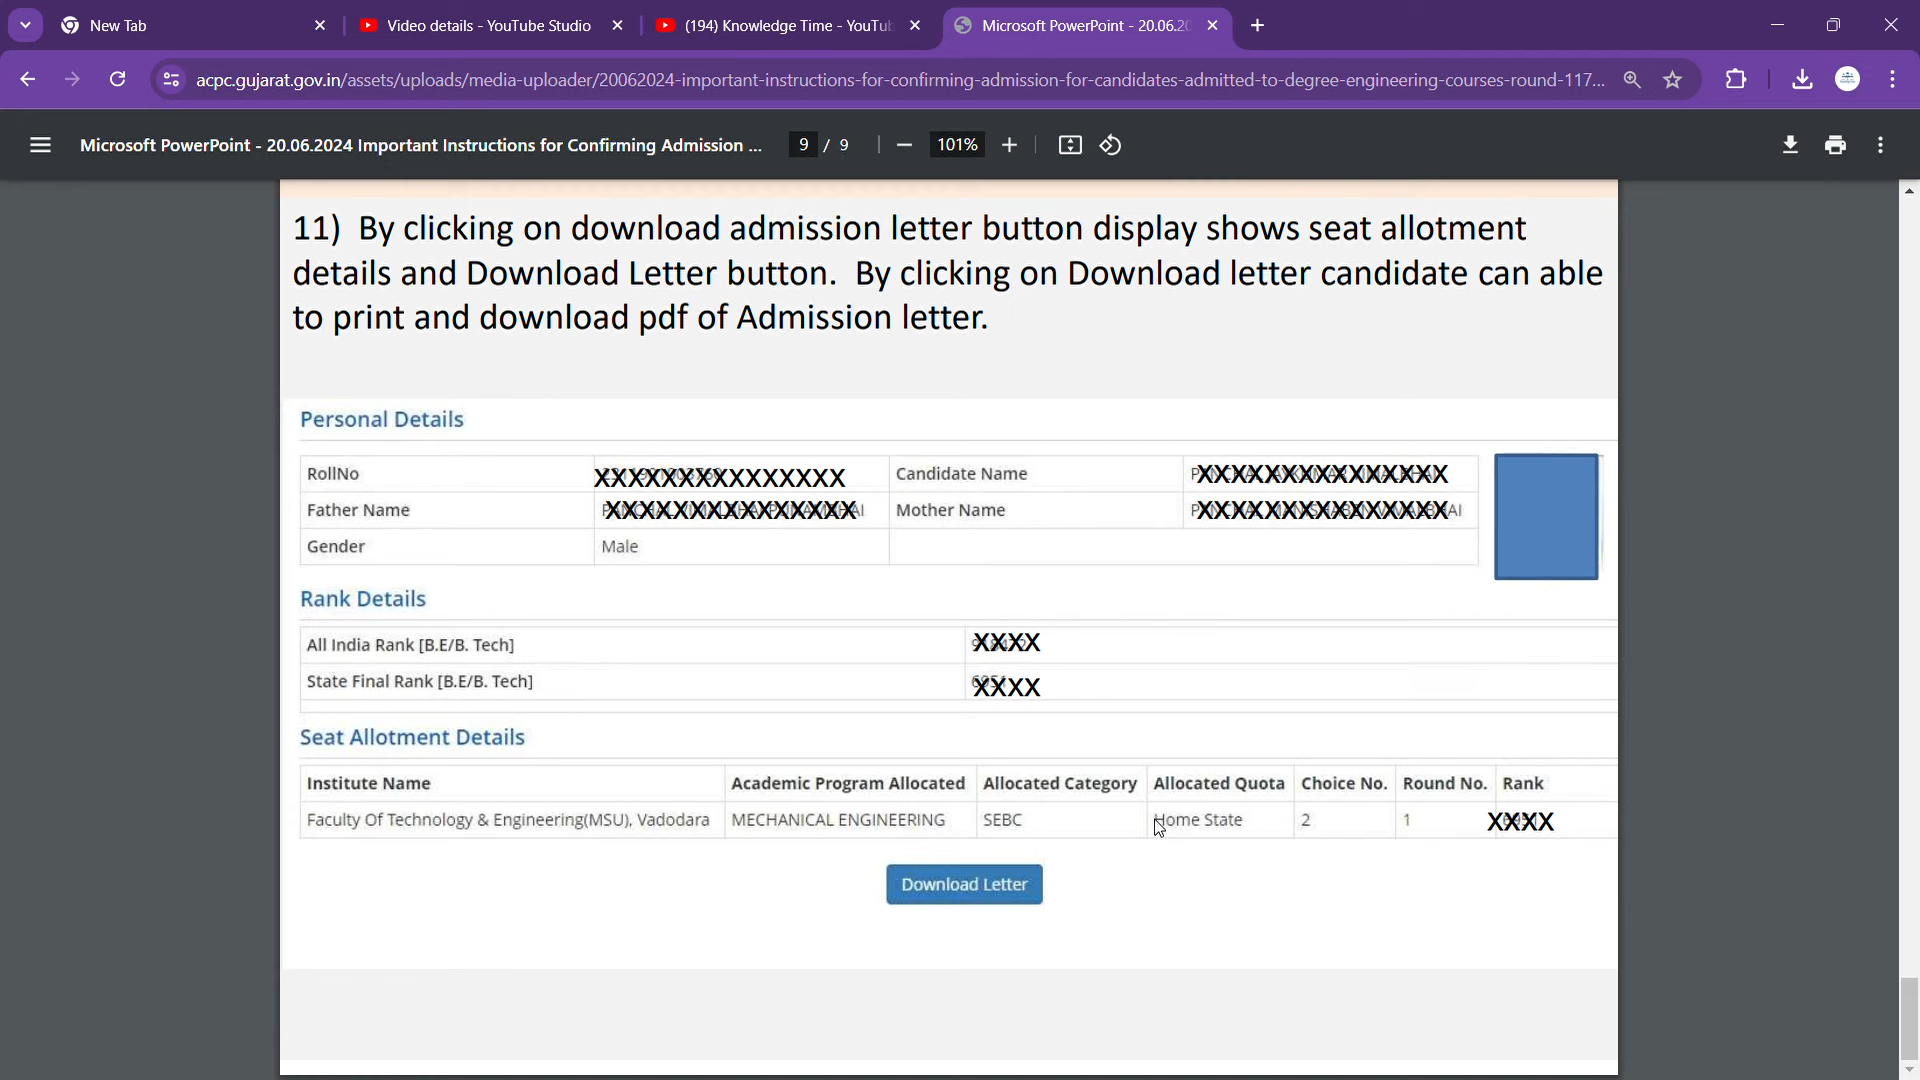 New Tab
Video details - YouTube Studio
(194) Knowledge Time - YouTu
Microsoft PowerPoint - 20.06.20
acpc.gujarat.gov.in/assets/uploads/media-uploader/20062024-important-instructions-for-confirming-admission-for-candidates-admitted-to-degree-engineering-courses-round-117...
Microsoft PowerPoint - 20.06.2024 Important Instructions for Confirming Admission ...
9 / 9
101%
11) By clicking on download admission letter button display shows seat allotment
details and Download Letter button. By clicking on Download letter candidate can able
to print and download pdf of Admission letter.
Personal Details
RollNo XXXXXXXXXXXXXXX Candidate Name XXXXXXXXXXXXXXX
Father Name XXXXXXXXXXXXXXX Mother Name XXXXXXXXXXXXXXX
Gender Male
Rank Details
All India Rank [B.E/B. Tech] XXXX
State Final Rank [B.E/B. Tech] XXXX
Seat Allotment Details
Institute Name Academic Program Allocated Allocated Category Allocated Quota Choice No. Round No. Rank
Faculty Of Technology & Engineering(MSU), Vadodara MECHANICAL ENGINEERING SEBC Home State 2 1 XXXX
Download Letter